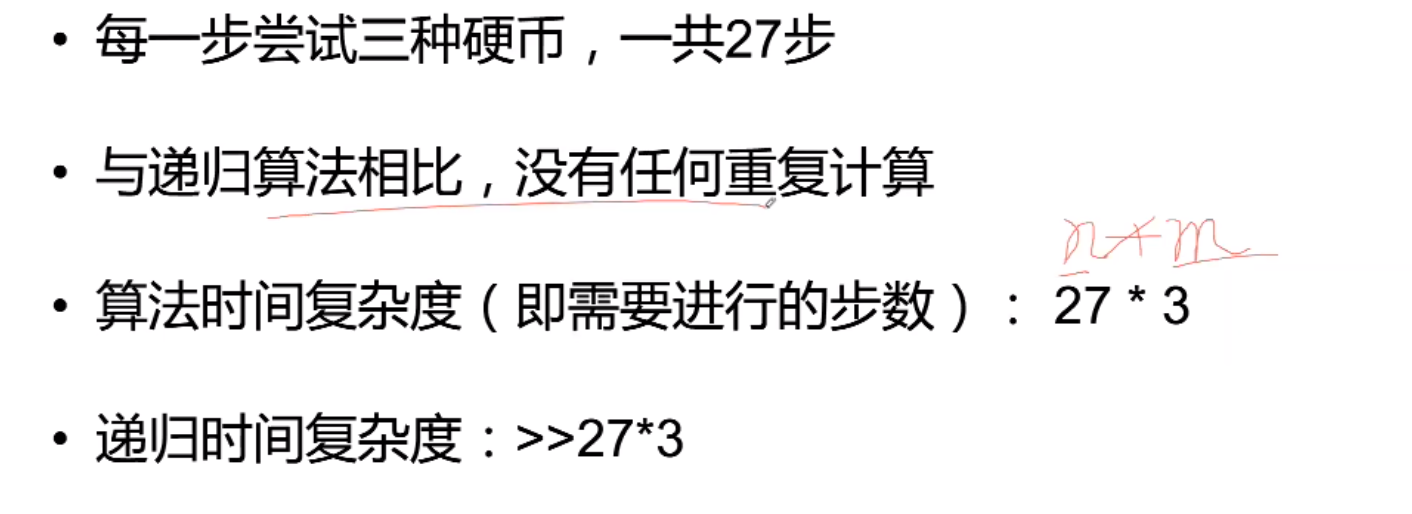 • 每一步尝试三种硬币，一共27步
• 与递归算法相比，没有任何重复计算
n*m
• 算法时间复杂度（即需要进行的步数）： 27 * 3
• 递归时间复杂度：>>27*3